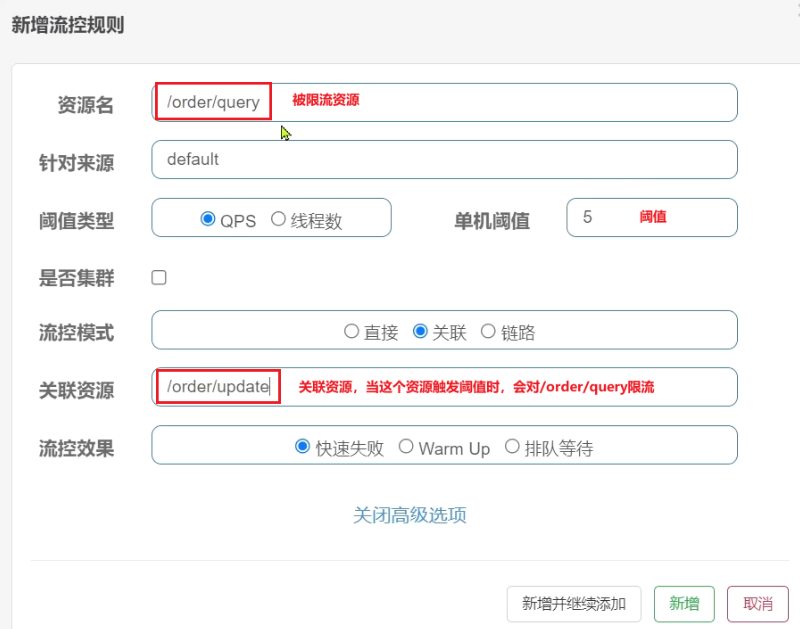 新增流控规则
资源名 /order/query 被限流资源
针对来源 default
阈值类型 QPS 线程数 单机阈值 5 阈值
是否集群
流控模式 直接 关联 链路
关联资源 /order/update 关联资源，当这个资源触发阈值时，会对/order/query限流
流控效果 快速失败 Warm Up 排队等待
关闭高级选项
新增并继续添加 新增 取消